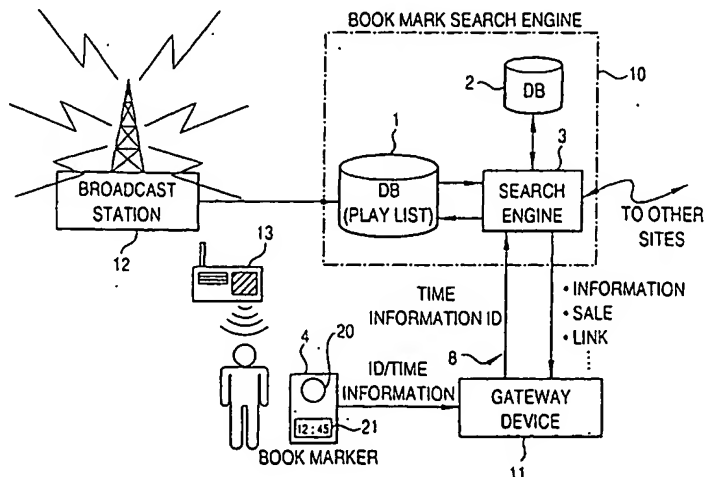 BOOK MARK SEARCH ENGINE
10
2
DB
1
3
DB
(PLAY LIST)
SEARCH
ENGINE
TO OTHER
SITES
BROADCAST
STATION
12
13
TIME
INFORMATION ID
• INFORMATION
• SALE
• LINK
8
4
20
ID/TIME
INFORMATION
12:45
21
BOOK MARKER
GATEWAY
DEVICE
11